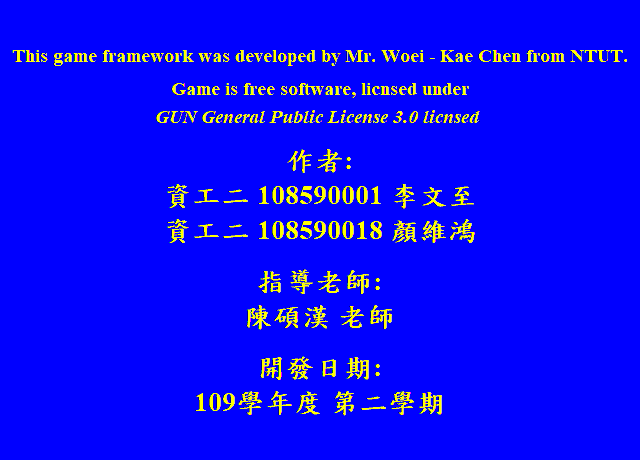 This game framework was developed by Mr. Woei - Kae Chen from NTUT.
Game is free software, licnsed under
GUN General Public License 3.0 licnsed
作者:
資工二 108590001 李文至
資工二 108590018 顏維鴻
指導老師:
陳碩漢 老師
開發日期:
109學年度 第二學期